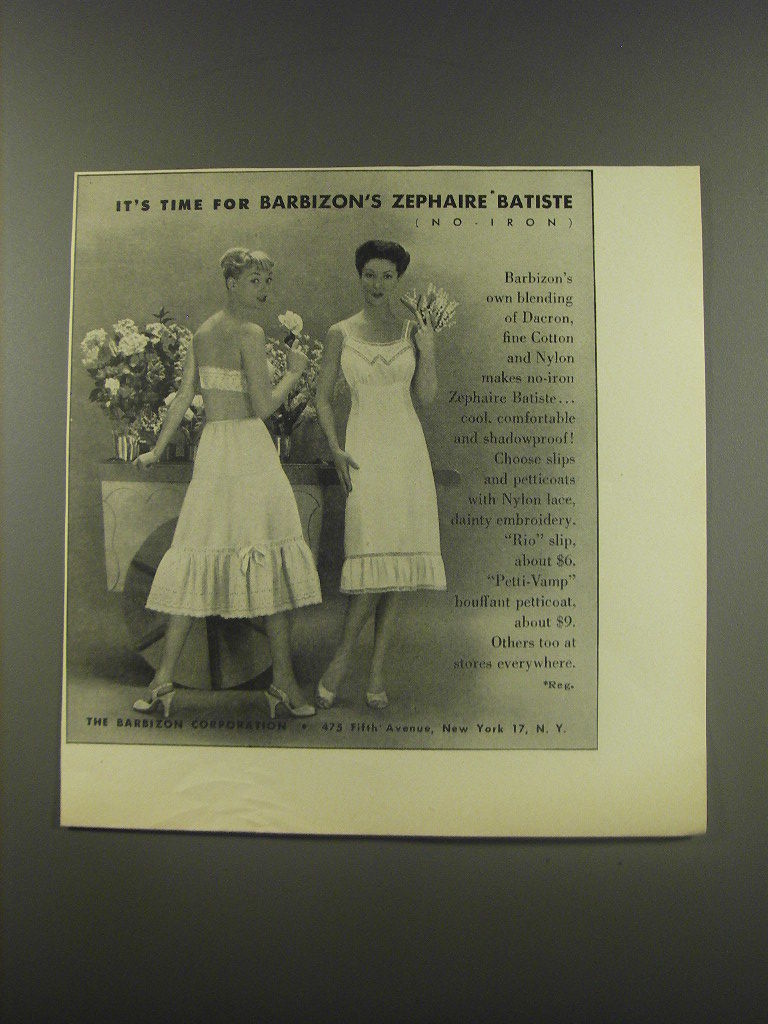 IT'S TIME FOR BARBIZON'S ZEPHAIRE* BATISTE
(NO-IRON)
Barbizon's
own blending
of Dacron,
fine Cotton
and Nylon
makes no-iron
Zephaire Batiste...
cool, comfortable
and shadowproof!
Choose slips
and petticoats
with Nylon lace,
dainty embroidery.
“Rio” slip,
about $6.
“Petti-Vamp”
bouffant petticoat,
about $9.
Others too at
stores everywhere.
*Reg.
THE BARBIZON CORPORATION • 475 Fifth Avenue, New York 17, N. Y.